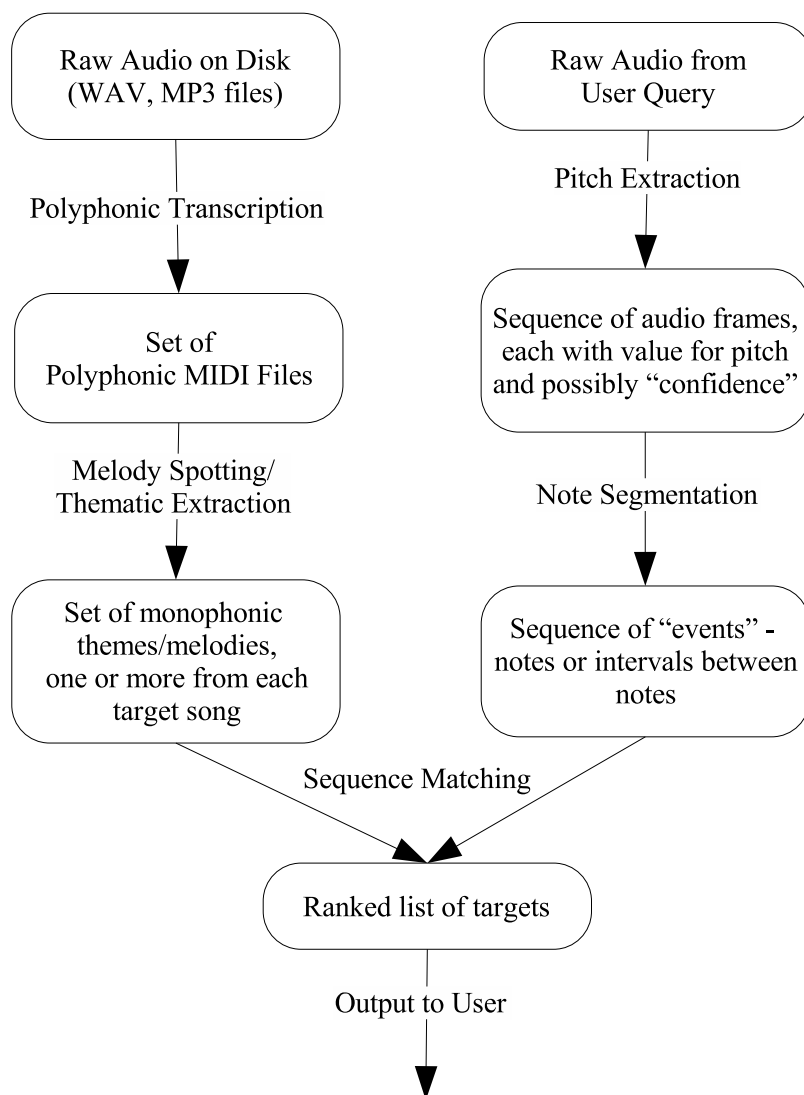 Raw Audio on Disk
(WAV, MP3 files)
Raw Audio from
User Query
Polyphonic Transcription
Pitch Extraction
Set of
Polyphonic MIDI Files
Sequence of audio frames,
each with value for pitch
and possibly “confidence”
Melody Spotting/
Thematic Extraction
Note Segmentation
Set of monophonic
themes/melodies,
one or more from each
target song
Sequence of “events” -
notes or intervals between
notes
Sequence Matching
Ranked list of targets
Output to User